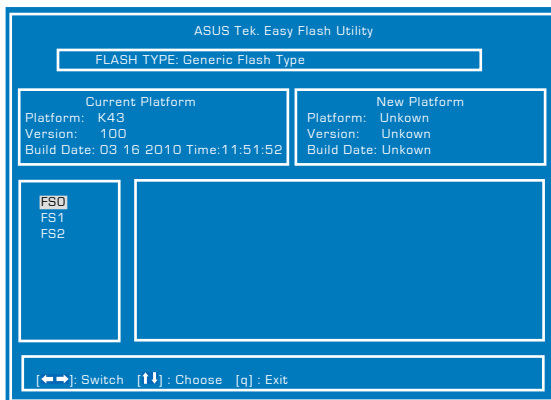 ASUS Tek. Easy Flash Utility
FLASH TYPE: Generic Flash Type
Current Platform
Platform: K43
Version: 100
Build Date: 03 16 2010 Time:11:51:52
New Platform
Platform: Unkown
Version: Unkown
Build Date: Unkown
FS0
FS1
FS2
[←→]: Switch [↑↓] : Choose [q] : Exit